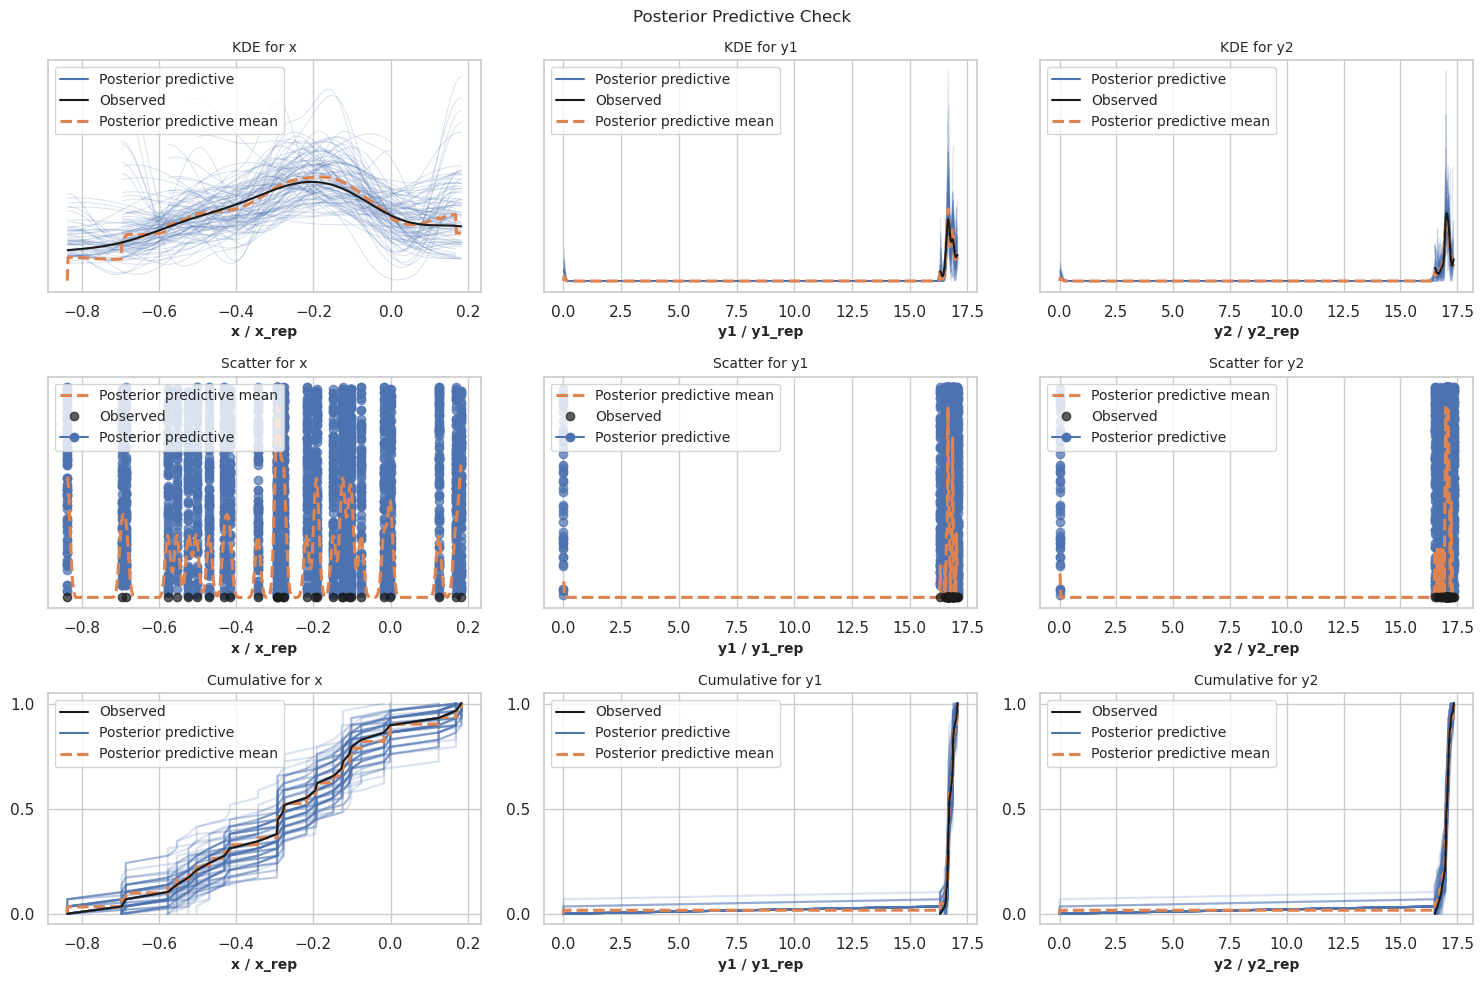 Posterior Predictive Check
KDE for x
Posterior predictive
Observed
Posterior predictive mean
−0.8 −0.6 −0.4 −0.2 0.0 0.2
x / x_rep
KDE for y1
Posterior predictive
Observed
Posterior predictive mean
0.0 2.5 5.0 7.5 10.0 12.5 15.0 17.5
y1 / y1_rep
KDE for y2
Posterior predictive
Observed
Posterior predictive mean
0.0 2.5 5.0 7.5 10.0 12.5 15.0 17.5
y2 / y2_rep
Scatter for x
Posterior predictive mean
Observed
Posterior predictive
−0.8 −0.6 −0.4 −0.2 0.0 0.2
x / x_rep
Scatter for y1
Posterior predictive mean
Observed
Posterior predictive
0.0 2.5 5.0 7.5 10.0 12.5 15.0 17.5
y1 / y1_rep
Scatter for y2
Posterior predictive mean
Observed
Posterior predictive
0.0 2.5 5.0 7.5 10.0 12.5 15.0 17.5
y2 / y2_rep
Cumulative for x
1.0
0.5
0.0
Observed
Posterior predictive
Posterior predictive mean
−0.8 −0.6 −0.4 −0.2 0.0 0.2
x / x_rep
Cumulative for y1
1.0
0.5
0.0
Observed
Posterior predictive
Posterior predictive mean
0.0 2.5 5.0 7.5 10.0 12.5 15.0 17.5
y1 / y1_rep
Cumulative for y2
1.0
0.5
0.0
Observed
Posterior predictive
Posterior predictive mean
0.0 2.5 5.0 7.5 10.0 12.5 15.0 17.5
y2 / y2_rep